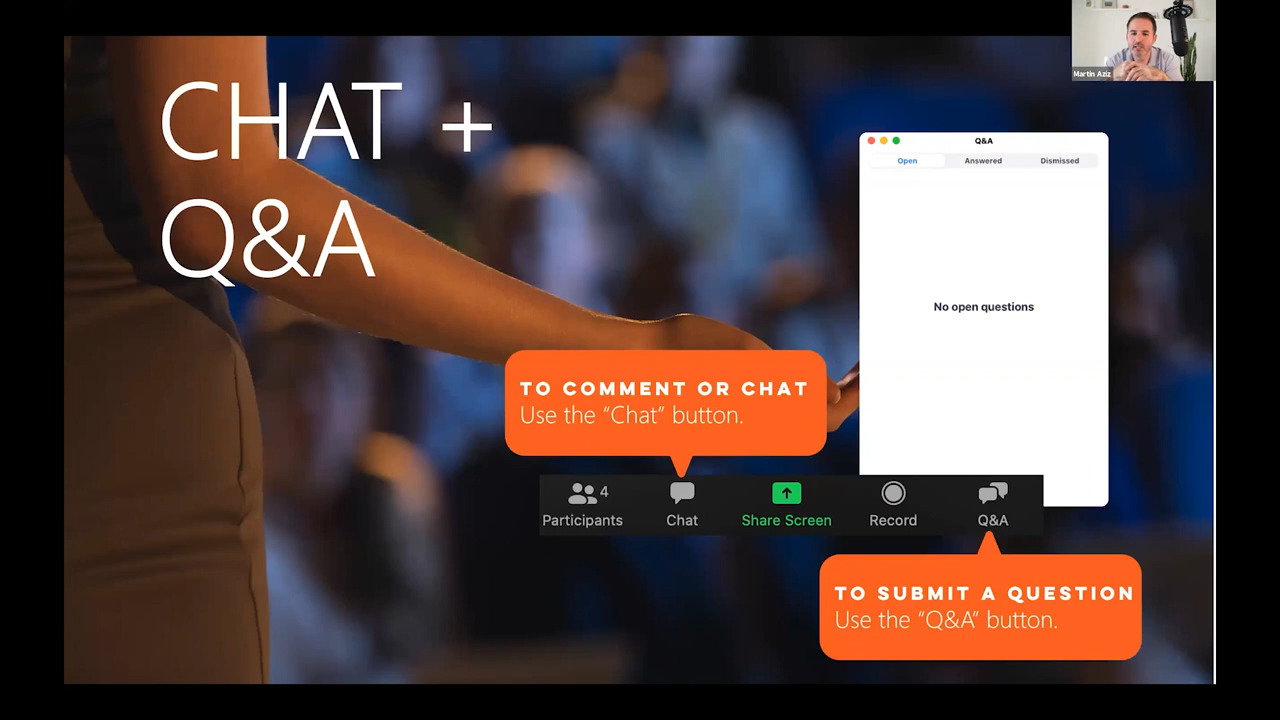 CHAT +
Q&A
Martin Aziz
Q&A
Open Answered Dismissed
No open questions
TO COMMENT OR CHAT
Use the “Chat” button.
4
Participants Chat Share Screen Record Q&A
TO SUBMIT A QUESTION
Use the “Q&A” button.